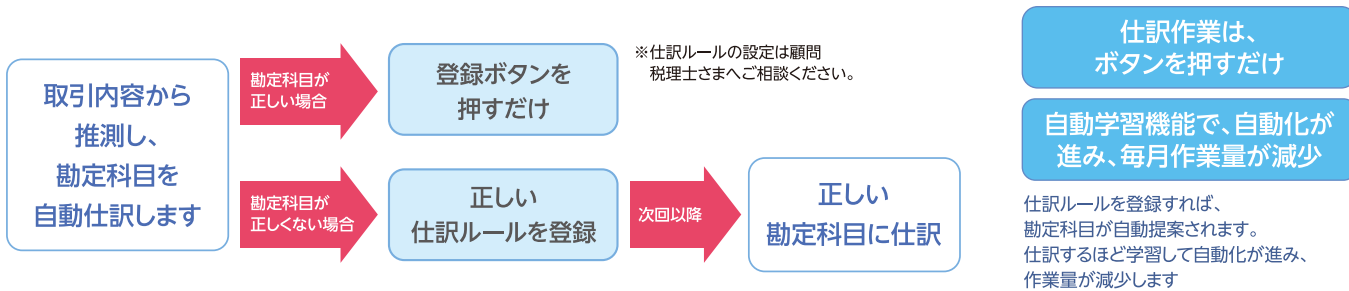 取引内容から
推測し、
勘定科目を
自動仕訳します
勘定科目が
正しい場合
登録ボタンを
押すだけ
※仕訳ルールの設定は顧問
税理士さまへご相談ください。
勘定科目が
正しくない場合
正しい
仕訳ルールを登録
次回以降
正しい
勘定科目に仕訳
仕訳作業は、
ボタンを押すだけ
自動学習機能で、自動化が
進み、毎月作業量が減少
仕訳ルールを登録すれば、
勘定科目が自動提案されます。
仕訳するほど学習して自動化が進み、
作業量が減少します